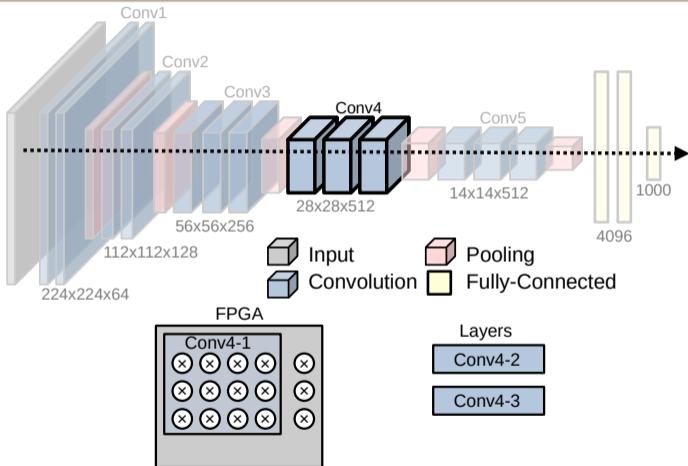 Conv1
Conv2
Conv3
Conv4
Conv5
224x224x64
112x112x128
56x56x256
28x28x512
14x14x512
4096
1000
Input
Pooling
Convolution
Fully-Connected
FPGA
Conv4-1
Layers
Conv4-2
Conv4-3